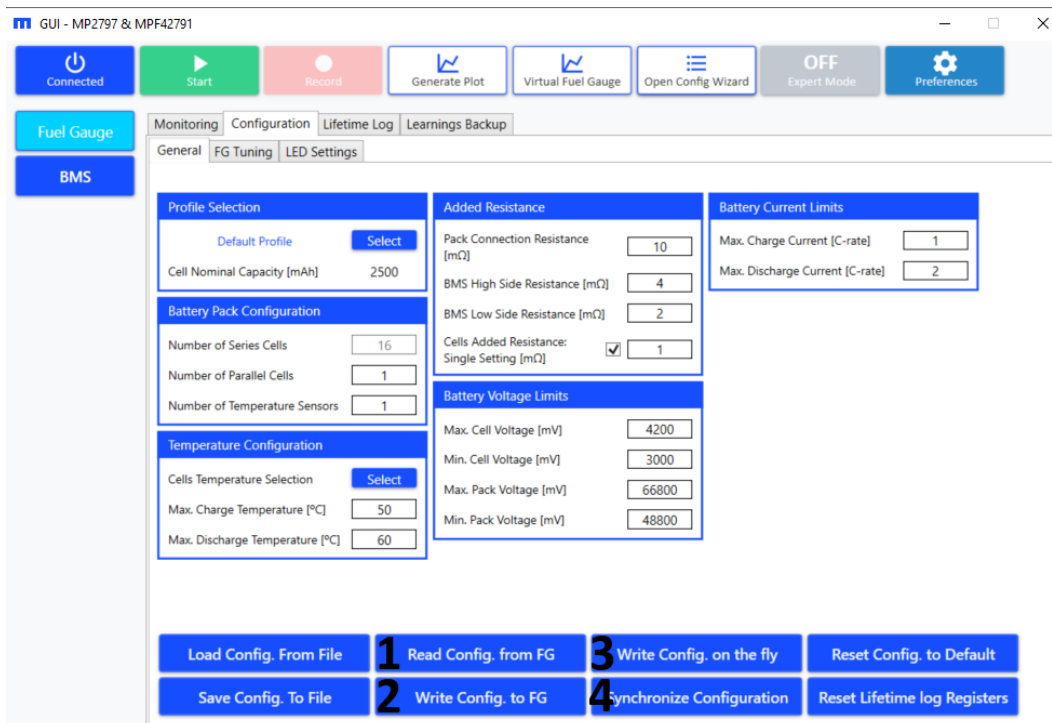 GUI - MP2797 & MPF42791
Connected
Start
Record
Generate Plot
Virtual Fuel Gauge
Open Config Wizard
OFF
Expert Mode
Preferences
Fuel Gauge
BMS
Monitoring Configuration Lifetime Log Learnings Backup
General FG Tuning LED Settings
Profile Selection
Default Profile Select
Cell Nominal Capacity [mAh] 2500
Battery Pack Configuration
Number of Series Cells 16
Number of Parallel Cells 1
Number of Temperature Sensors 1
Temperature Configuration
Cells Temperature Selection Select
Max. Charge Temperature [ºC] 50
Max. Discharge Temperature [ºC] 60
Added Resistance
Pack Connection Resistance
[mΩ] 10
BMS High Side Resistance [mΩ] 4
BMS Low Side Resistance [mΩ] 2
Cells Added Resistance:
Single Setting [mΩ] 1
Battery Voltage Limits
Max. Cell Voltage [mV] 4200
Min. Cell Voltage [mV] 3000
Max. Pack Voltage [mV] 66800
Min. Pack Voltage [mV] 48800
Battery Current Limits
Max. Charge Current [C-rate] 1
Max. Discharge Current [C-rate] 2
Load Config. From File 1 Read Config. from FG 3 Write Config. on the fly Reset Config. to Default
Save Config. To File 2 Write Config. to FG 4 Synchronize Configuration Reset Lifetime log Registers